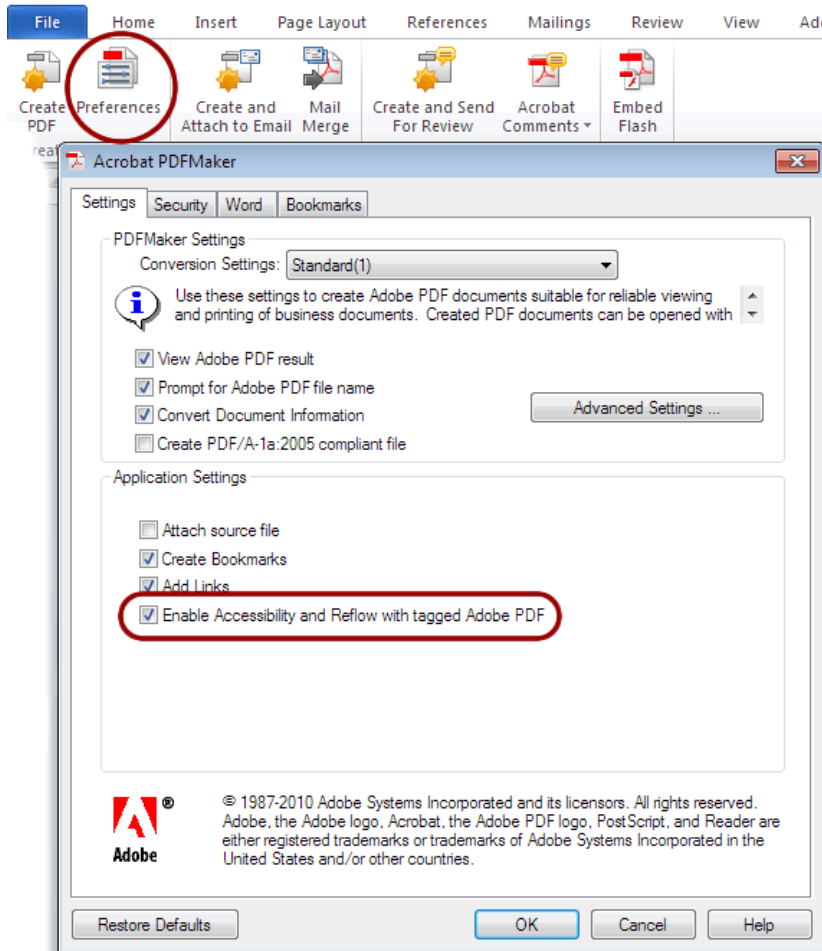 File Home Insert Page Layout References Mailings Review View
Create PDF
Preferences
Create and Attach to Email
Mail Merge
Create and Send For Review
Acrobat Comments
Embed Flash
Acrobat PDFMaker
Settings Security Word Bookmarks
PDFMaker Settings
Conversion Settings: Standard(1)
Use these settings to create Adobe PDF documents suitable for reliable viewing
and printing of business documents. Created PDF documents can be opened with
View Adobe PDF result
Prompt for Adobe PDF file name
Convert Document Information
Advanced Settings ...
Create PDF/A-1a:2005 compliant file
Application Settings
Attach source file
Create Bookmarks
Add Links
Enable Accessibility and Reflow with tagged Adobe PDF
® © 1987-2010 Adobe Systems Incorporated and its licensors. All rights reserved.
Adobe, the Adobe logo, Acrobat, the Adobe PDF logo, PostScript, and Reader are
either registered trademarks or trademarks of Adobe Systems Incorporated in the
Adobe United States and/or other countries.
Restore Defaults OK Cancel Help